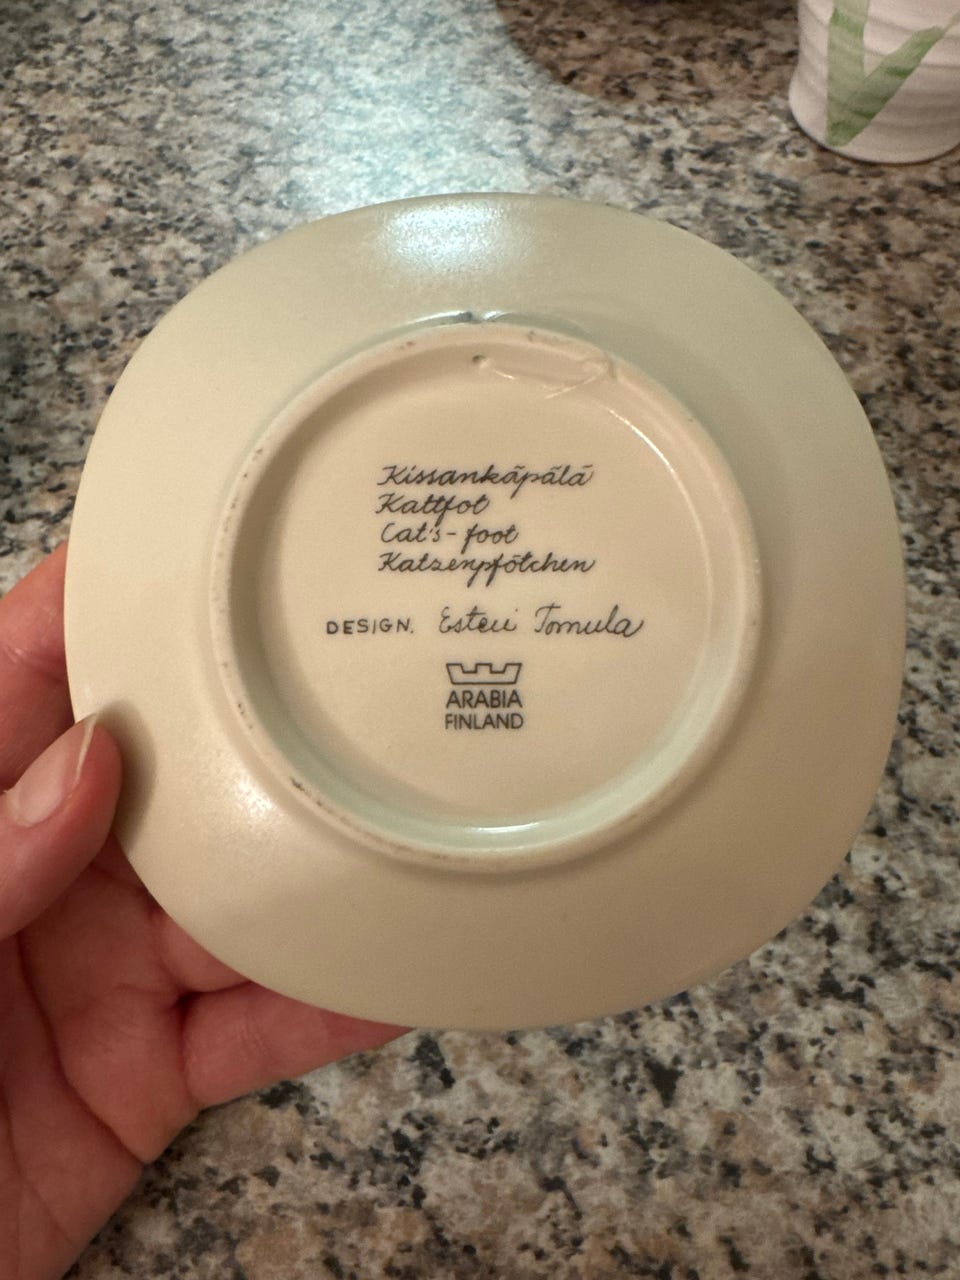 Kissankäpälä
Kattfot
Cat's-foot
Katzenpfötchen
DESIGN. Esteri Tomula
ARABIA
FINLAND